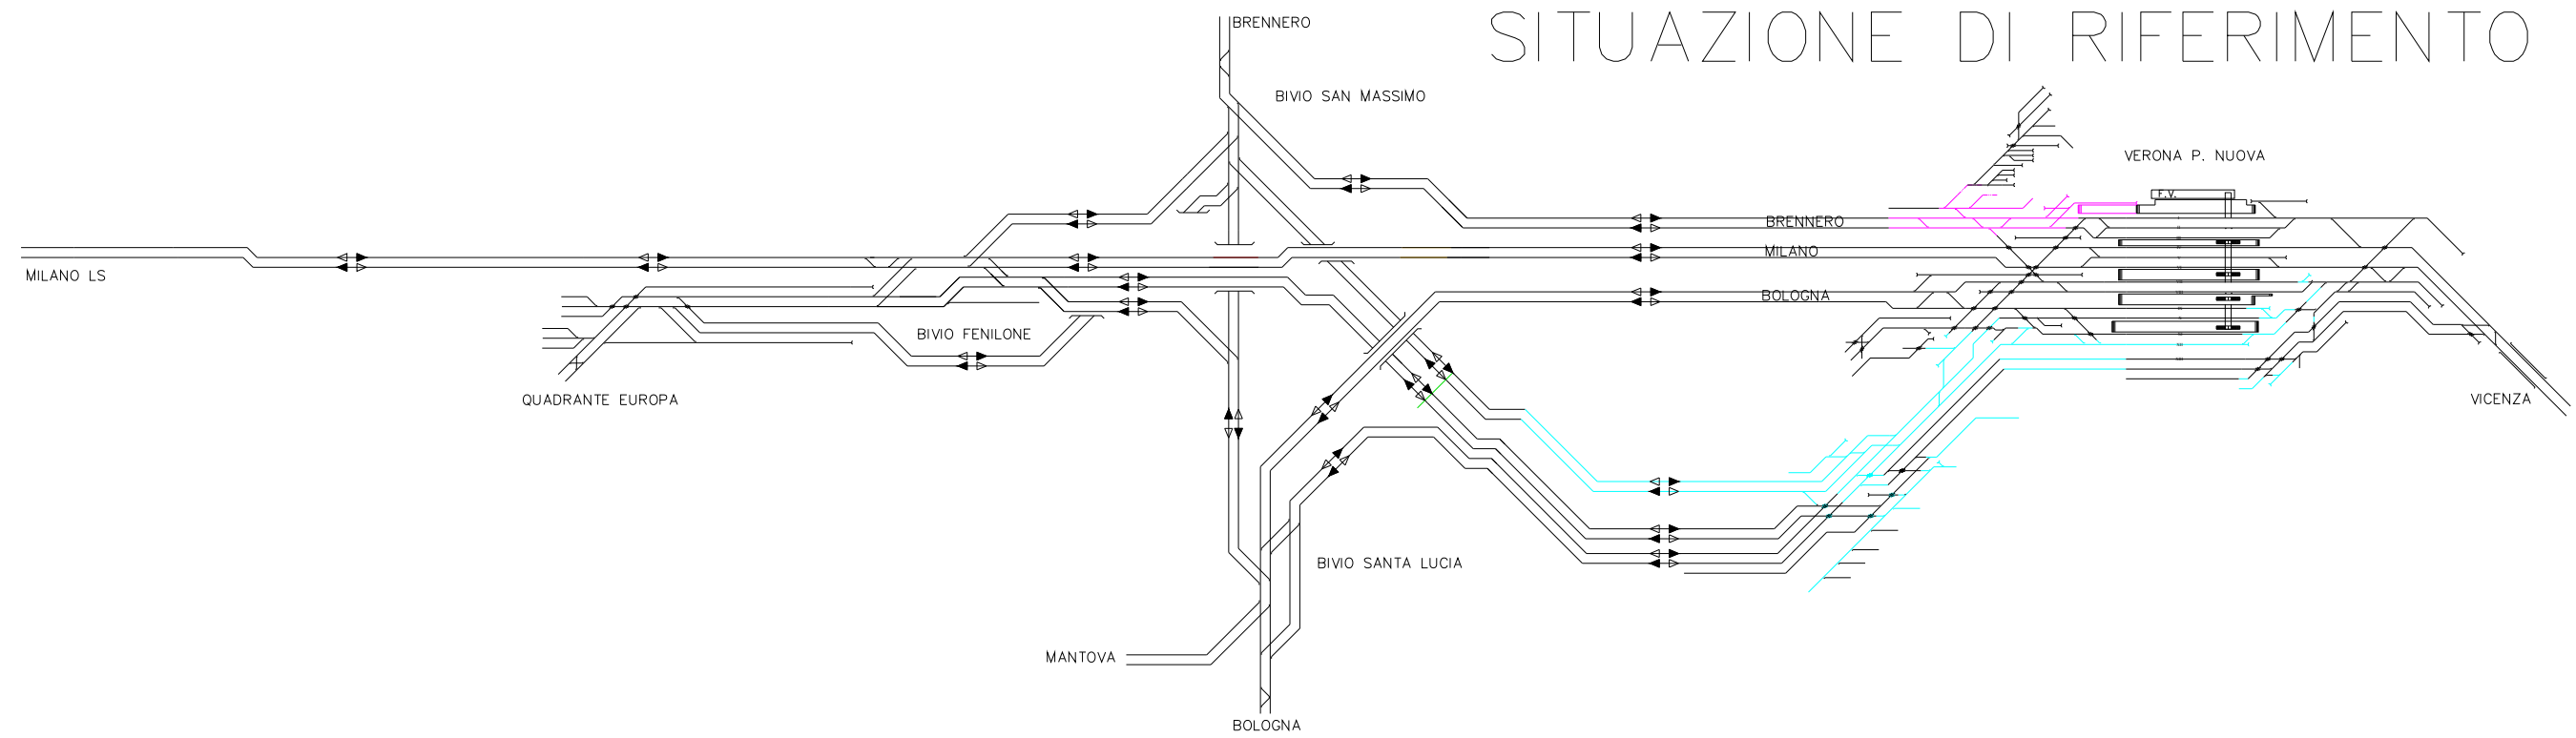 SITUAZIONE DI RIFERIMENTO
BRENNERO
BIVIO SAN MASSIMO
VERONA P. NUOVA
F.V.
BRENNERO
MILANO
MILANO LS
BOLOGNA
BIVIO FENILONE
QUADRANTE EUROPA
VICENZA
BIVIO SANTA LUCIA
MANTOVA
BOLOGNA